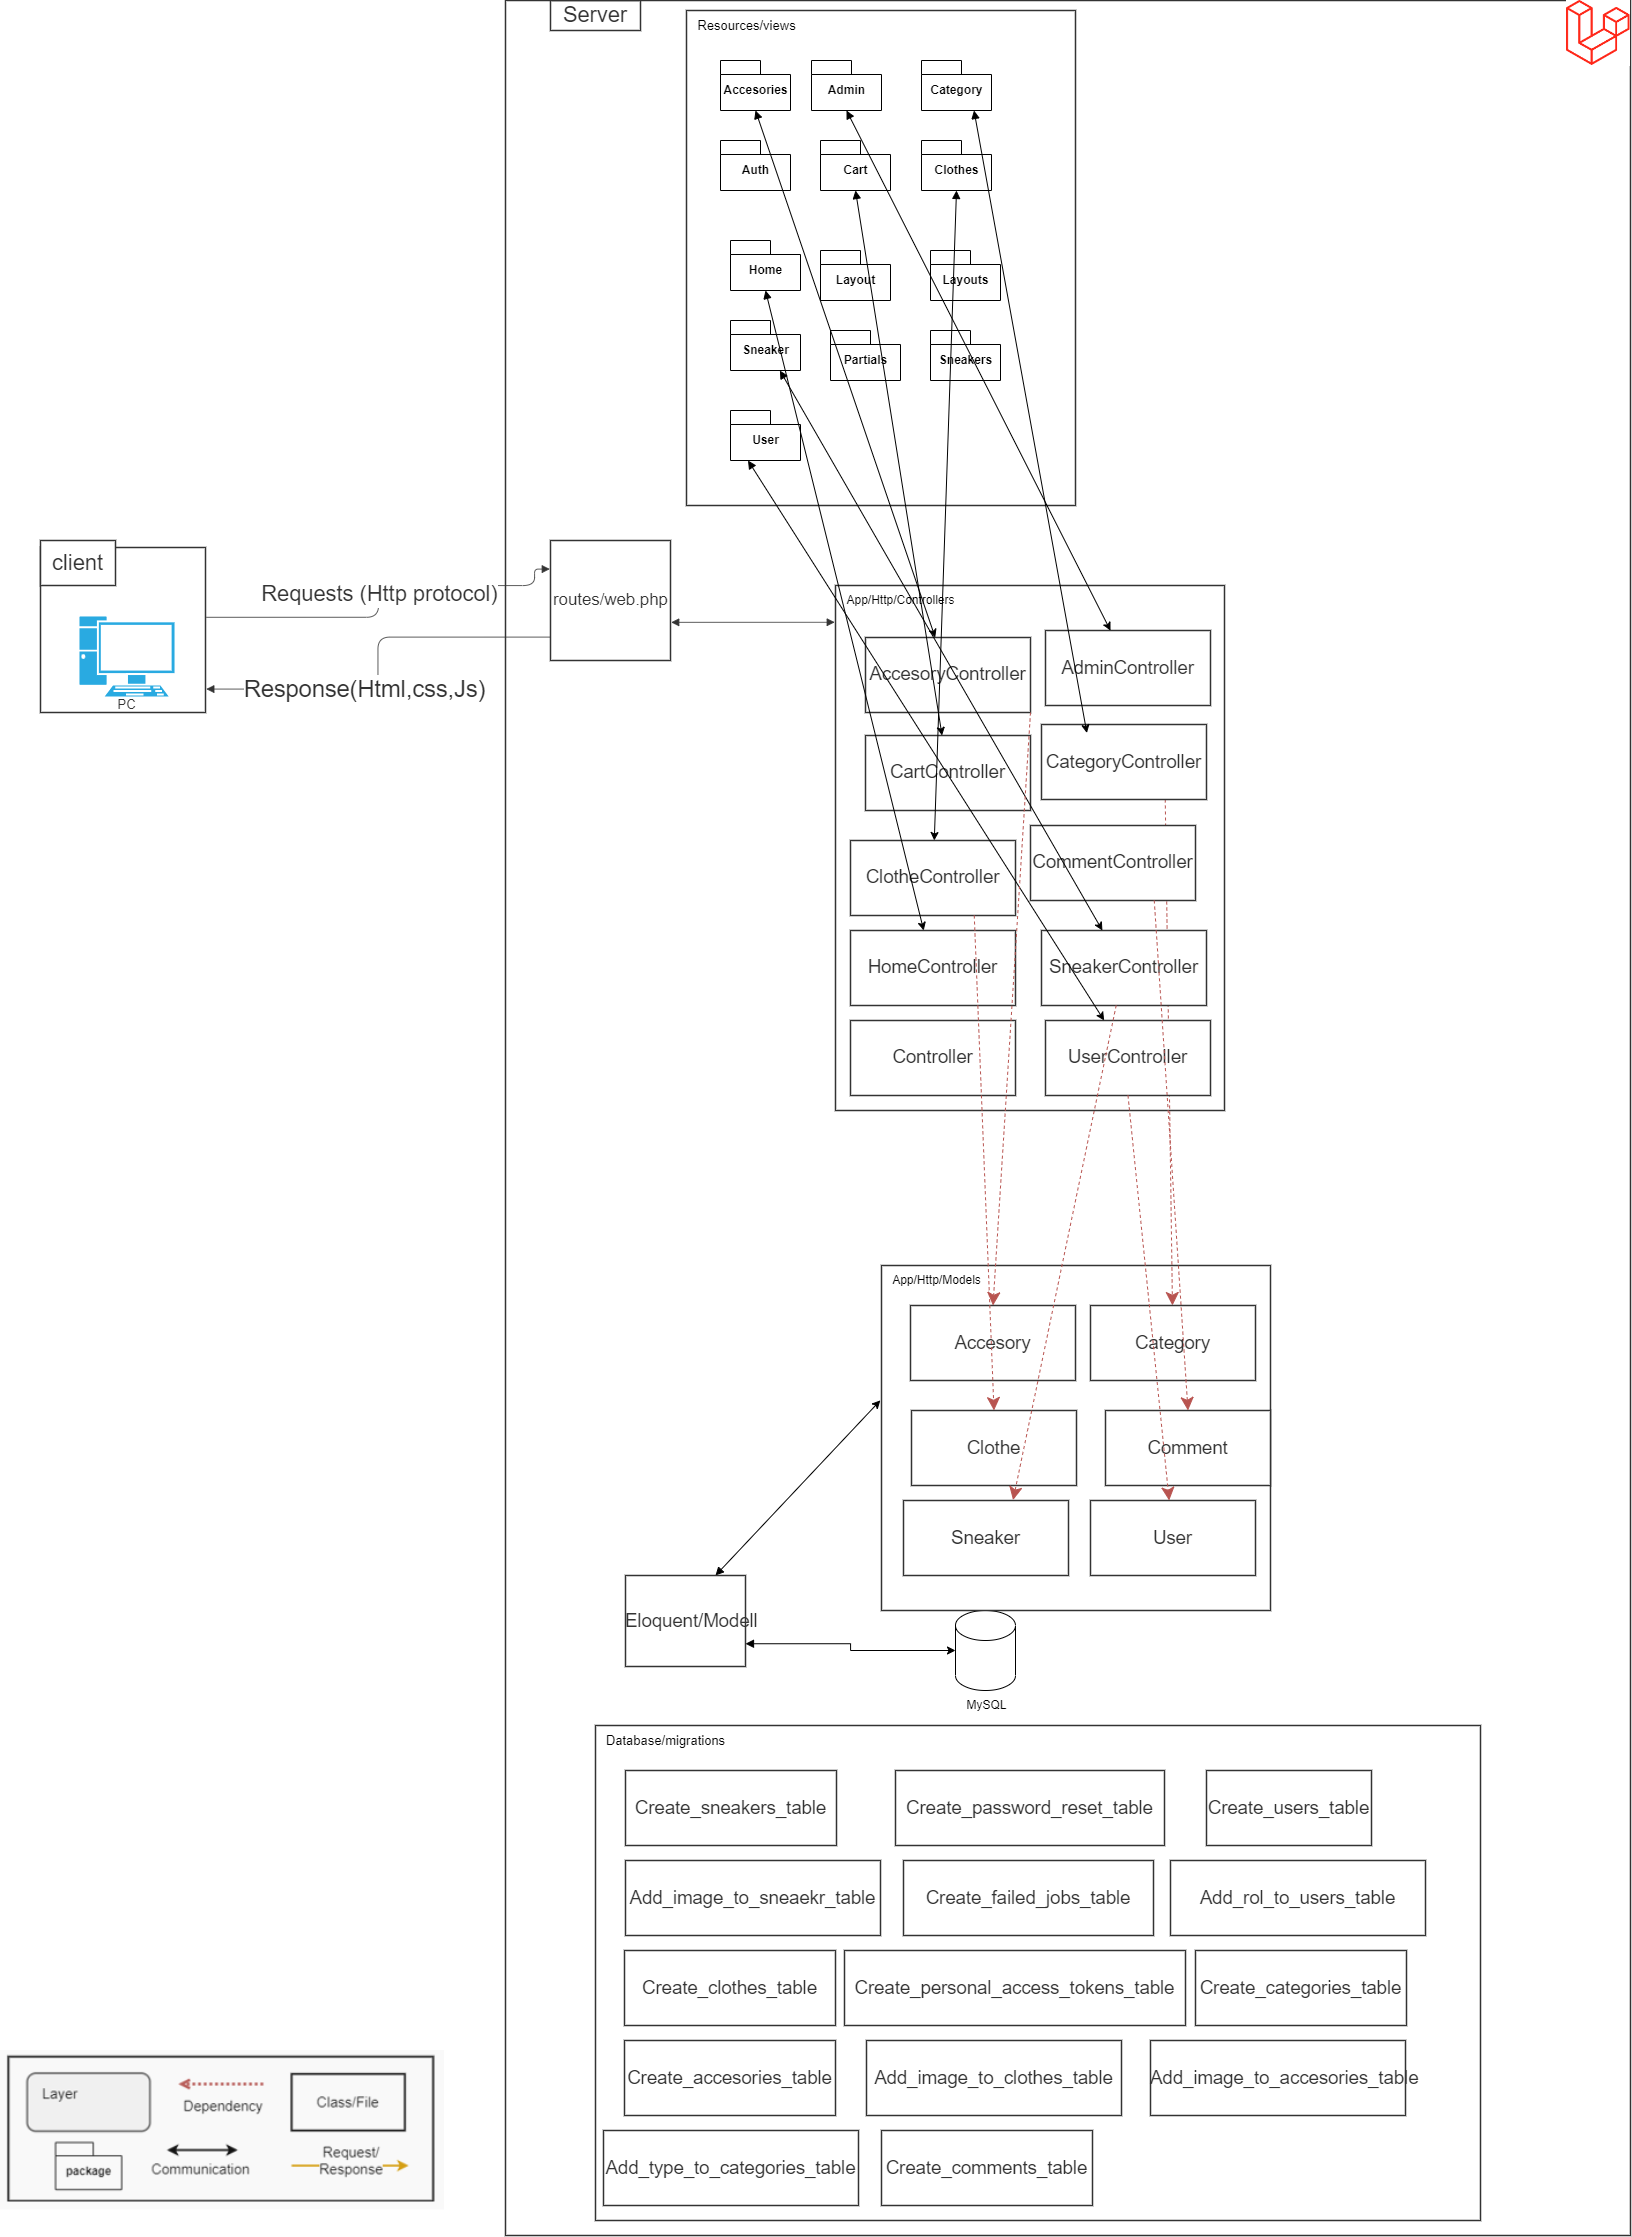 Server
Resources/views
Accesories
Admin
Category
Auth
Cart
Clothes
Home
Layout
Layouts
Sneaker
Partials
Sneakers
User
client
PC
Requests (Http protocol)
Response(Html,css,Js)
routes/web.php
App/Http/Controllers
AccesoryController
AdminController
CartController
CategoryController
ClotheController
CommentController
HomeController
SneakerController
Controller
UserController
App/Http/Models
Accesory
Category
Clothe
Comment
Sneaker
User
Eloquent/Modell
MySQL
Database/migrations
Create_sneakers_table
Create_password_reset_table
Create_users_table
Add_image_to_sneaekr_table
Create_failed_jobs_table
Add_rol_to_users_table
Create_clothes_table
Create_personal_access_tokens_table
Create_categories_table
Create_accesories_table
Add_image_to_clothes_table
Add_image_to_accesories_table
Add_type_to_categories_table
Create_comments_table
Layer
Dependency
Class/File
package
Communication
Request/
Response